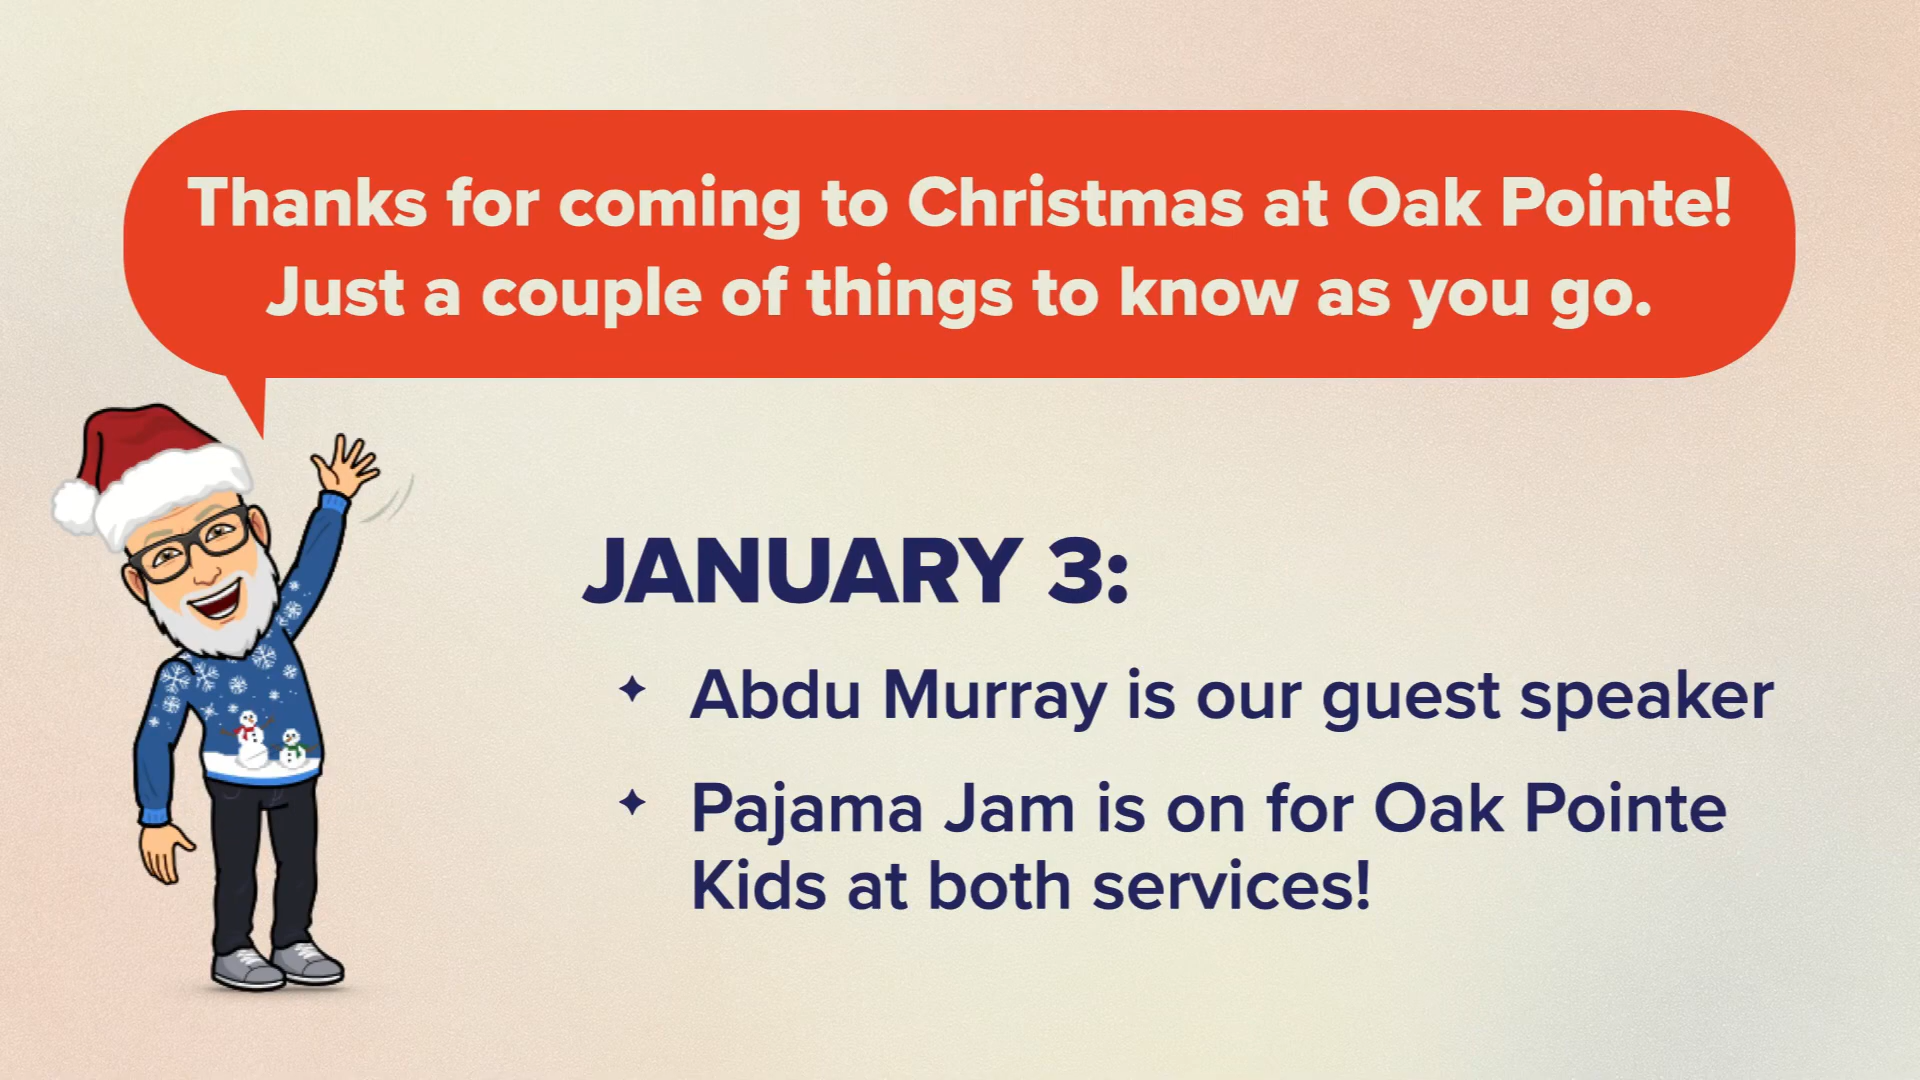 Thanks for coming to Christmas at Oak Pointe!
Just a couple of things to know as you go.
JANUARY 3:
Abdu Murray is our guest speaker
Pajama Jam is on for Oak Pointe
Kids at both services!